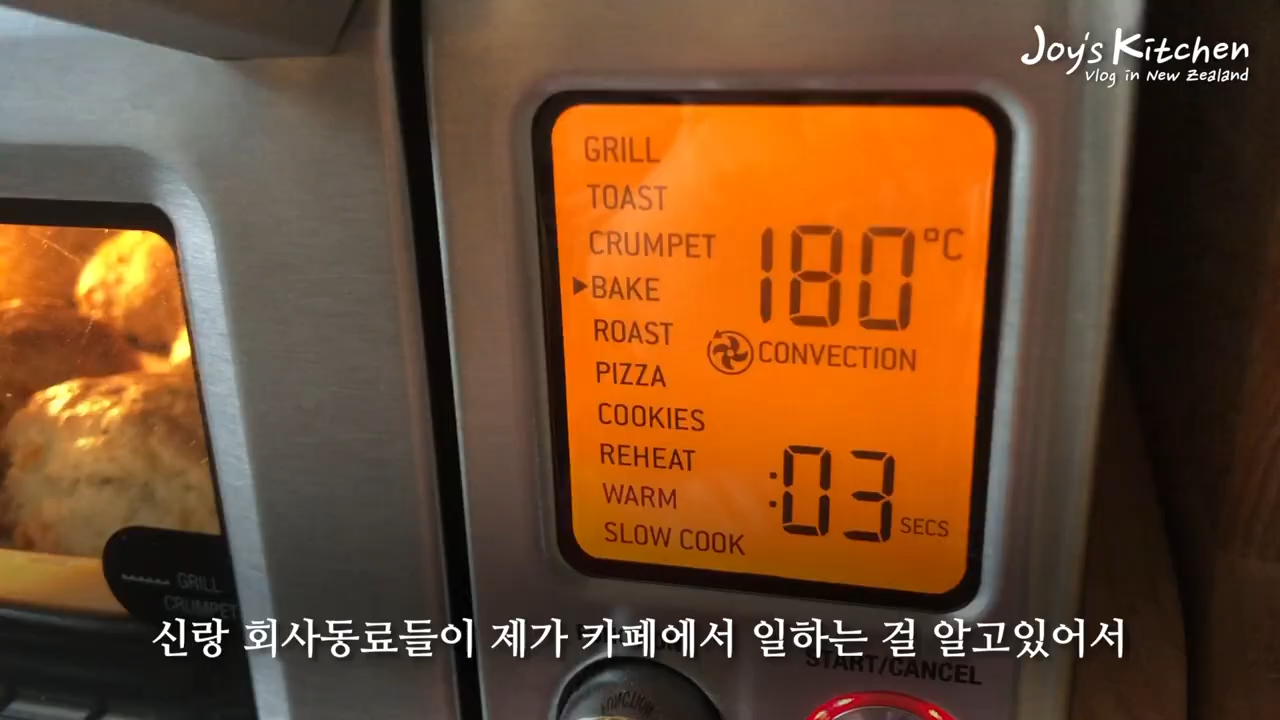 Joy's Kitchen
Vlog in New Zealand
GRILL
TOAST
CRUMPET
180 °C
▶BAKE
ROAST
CONVECTION
PIZZA
COOKIES
REHEAT
:03 SECS
WARM
SLOW COOK
GRILL
CRUMPET
신랑 회사동료들이 제가 카페에서 일하는 걸 알고있어서
START/CANCEL